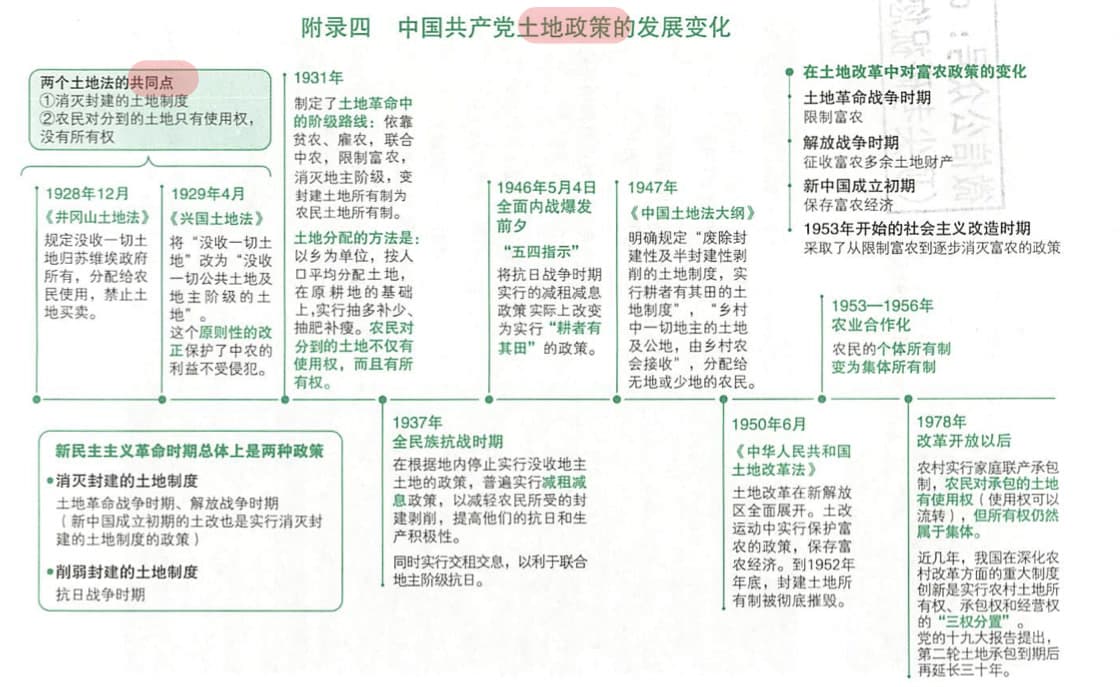 附录四 中国共产党土地政策的发展变化
两个土地法的共同点
①消灭封建的土地制度
②农民对分到的土地只有使用权，
没有所有权
1928年12月
《井冈山土地法》
规定没收一切土
地归苏维埃政府
所有，分配给农
民使用，禁止土
地买卖。
1929年4月
《兴国土地法》
将“没收一切土
地”改为“没收
一切公共土地及
地主阶级的土
地”。
这个原则性的改
正保护了中农的
利益不受侵犯。
1931年
制定了土地革命中
的阶级路线：依靠
贫农、雇农，联合
中农，限制富农，
消灭地主阶级，变
封建土地所有制为
农民土地所有制。
土地分配的方法是：
以乡为单位，按人
口平均分配土地，
在原耕地的基础
上，实行抽多补少、
抽肥补瘦。农民对
分到的土地不仅有
使用权，而且有所
有权。
1937年
全民族抗战时期
在根据地内停止实行没收地主
土地的政策，普遍实行减租减
息政策，以减轻农民所受的封
建剥削，提高他们的抗日和生
产积极性。
同时实行交租交息，以利于联合
地主阶级抗日。
1946年5月4日
全面内战爆发
前夕
“五四指示”
将抗日战争时期
实行的减租减息
政策实际上改变
为实行“耕者有
其田”的政策。
1947年
《中国土地法大纲》
明确规定“废除封
建性及半封建性剥
削的土地制度，实
行耕者有其田的土
地制度”，“乡村
中一切地主的土地
及公地，由乡村农
会接收”，分配给
无地或少地的农民。
1950年6月
《中华人民共和国
土地改革法》
土地改革在新解放
区全面展开。土改
运动中实行保护富
农的政策，保存富
农经济。到1952年
年底，封建土地所
有制被彻底摧毁。
1953—1956年
农业合作化
农民的个体所有制
变为集体所有制
1978年
改革开放以后
农村实行家庭联产承包
制，农民对承包的土地
有使用权（使用权可以
流转），但所有权仍然
属于集体。
近几年，我国在深化农
村改革方面的重大制度
创新是实行农村土地所
有权、承包权和经营权
的“三权分置”。
党的十九大报告提出，
第二轮土地承包到期后
再延长三十年。
在土地改革中对富农政策的变化
土地革命战争时期
限制富农
解放战争时期
征收富农多余土地财产
新中国成立初期
保存富农经济
1953年开始的社会主义改造时期
采取了从限制富农到逐步消灭富农的政策
新民主主义革命时期总体上是两种政策
•消灭封建的土地制度
土地革命战争时期、解放战争时期
（新中国成立初期的土改也是实行消灭封
建的土地制度的政策）
•削弱封建的土地制度
抗日战争时期